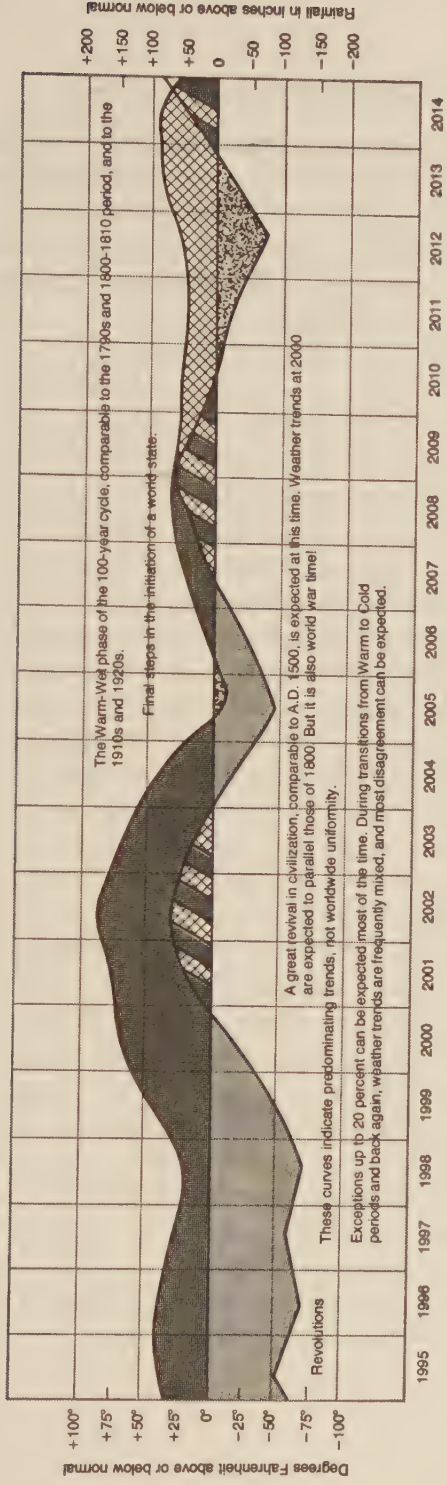 Degrees Fahrenheit above or below normal
+100°
+75°
+50°
+25°
0°
-25°
-50°
-75°
-100°
Rainfall in inches above or below normal
+200
+150
+100
+50
0
-50
-100
-150
-200
The Warm-Wet phase of the 100-year cycle, comparable to the 1790s and 1800-1810 period, and to the
1910s and 1920s.
Final steps in the initiation of a world state.
A great revival in civilization, comparable to A.D. 1500, is expected at this time. Weather trends at 2000
are expected to parallel those of 1800. But it is also world war time!
Revolutions
These curves indicate predominating trends, not worldwide uniformity.
Exceptions up to 20 percent can be expected most of the time. During transitions from Warm to Cold
periods and back again, weather trends are frequently mixed, and most disagreement can be expected.
1995 1996 1997 1998 1999 2000 2001 2002 2003 2004 2005 2006 2007 2008 2009 2010 2011 2012 2013 2014